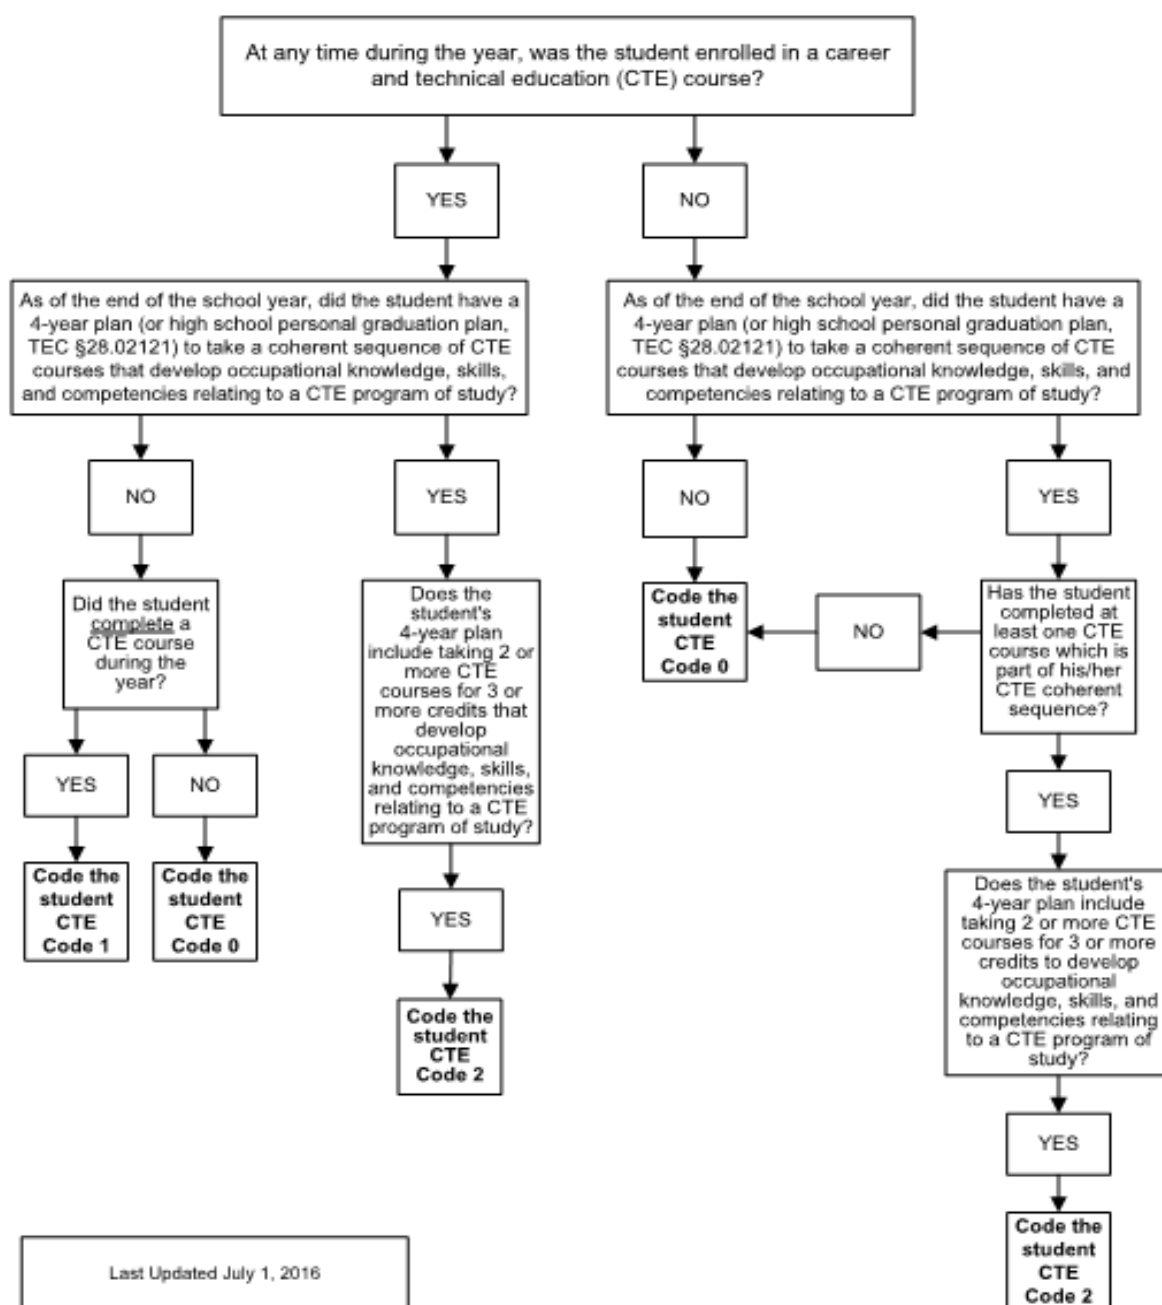 At any time during the year, was the student enrolled in a career
and technical education (CTE) course?
YES
NO
As of the end of the school year, did the student have a
4-year plan (or high school personal graduation plan,
TEC §28.02121) to take a coherent sequence of CTE
courses that develop occupational knowledge, skills,
and competencies relating to a CTE program of study?
As of the end of the school year, did the student have a
4-year plan (or high school personal graduation plan,
TEC §28.02121) to take a coherent sequence of CTE
courses that develop occupational knowledge, skills, and
competencies relating to a CTE program of study?
NO
YES
NO
YES
Did the student
complete a
CTE course
during the
year?
Does the
student's
4-year plan
include taking 2 or
more CTE
courses for 3 or
more credits that
develop
occupational
knowledge, skills,
and competencies
relating to a CTE
program of study?
Code the
student
CTE
Code 0
NO
Has the student
completed at
least one CTE
course which is
part of his/her
CTE coherent
sequence?
YES
NO
YES
Code the
student
CTE
Code 1
Code the
student
CTE
Code 0
YES
Does the student's
4-year plan include
taking 2 or more CTE
courses for 3 or more
credits to develop
occupational
knowledge, skills, and
competencies relating
to a CTE program of
study?
Code the
student
CTE
Code 2
YES
Code the
student
CTE
Code 2
Last Updated July 1, 2016